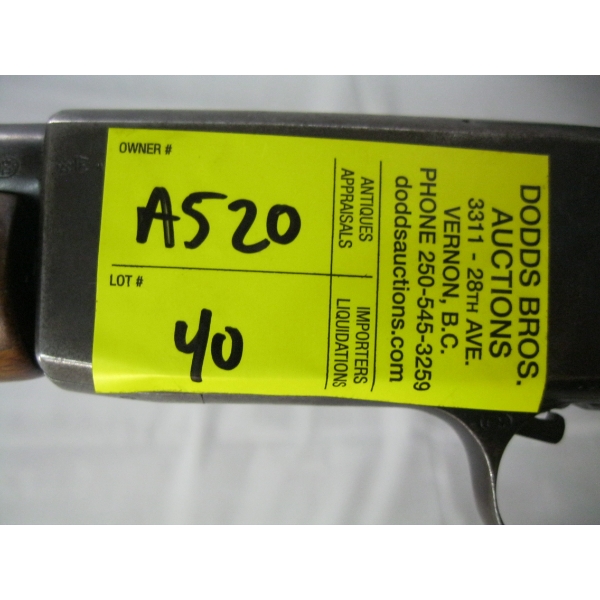 OWNER #
A520
LOT #
40
ANTIQUES
APPRAISALS
IMPORTERS
LIQUIDATIONS
DODDS BROS.
AUCTIONS
3311 - 28TH AVE.
VERNON, B.C.
PHONE 250-545-3259
doddsauctions.com